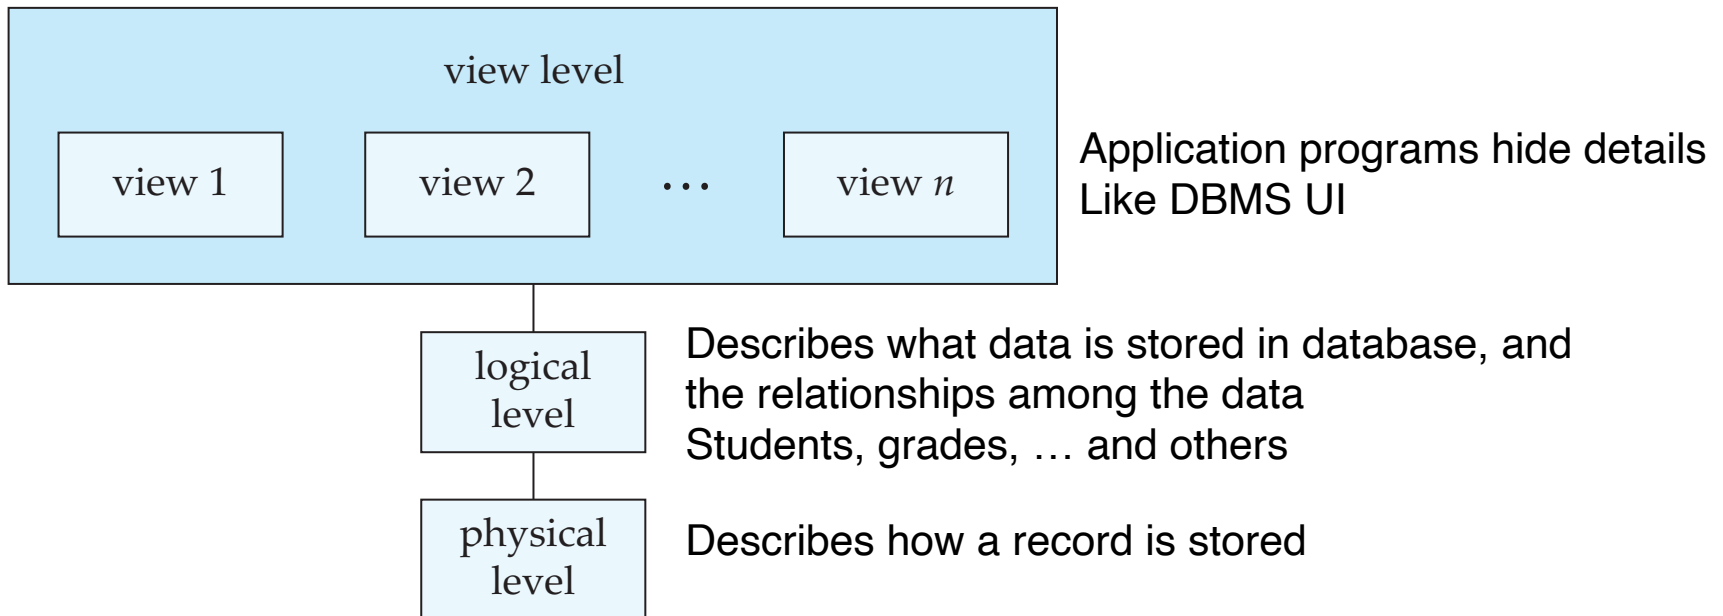 view level
view 1
view 2
...
view n
Application programs hide details
Like DBMS UI
logical
level
Describes what data is stored in database, and
the relationships among the data
Students, grades, … and others
physical
level
Describes how a record is stored